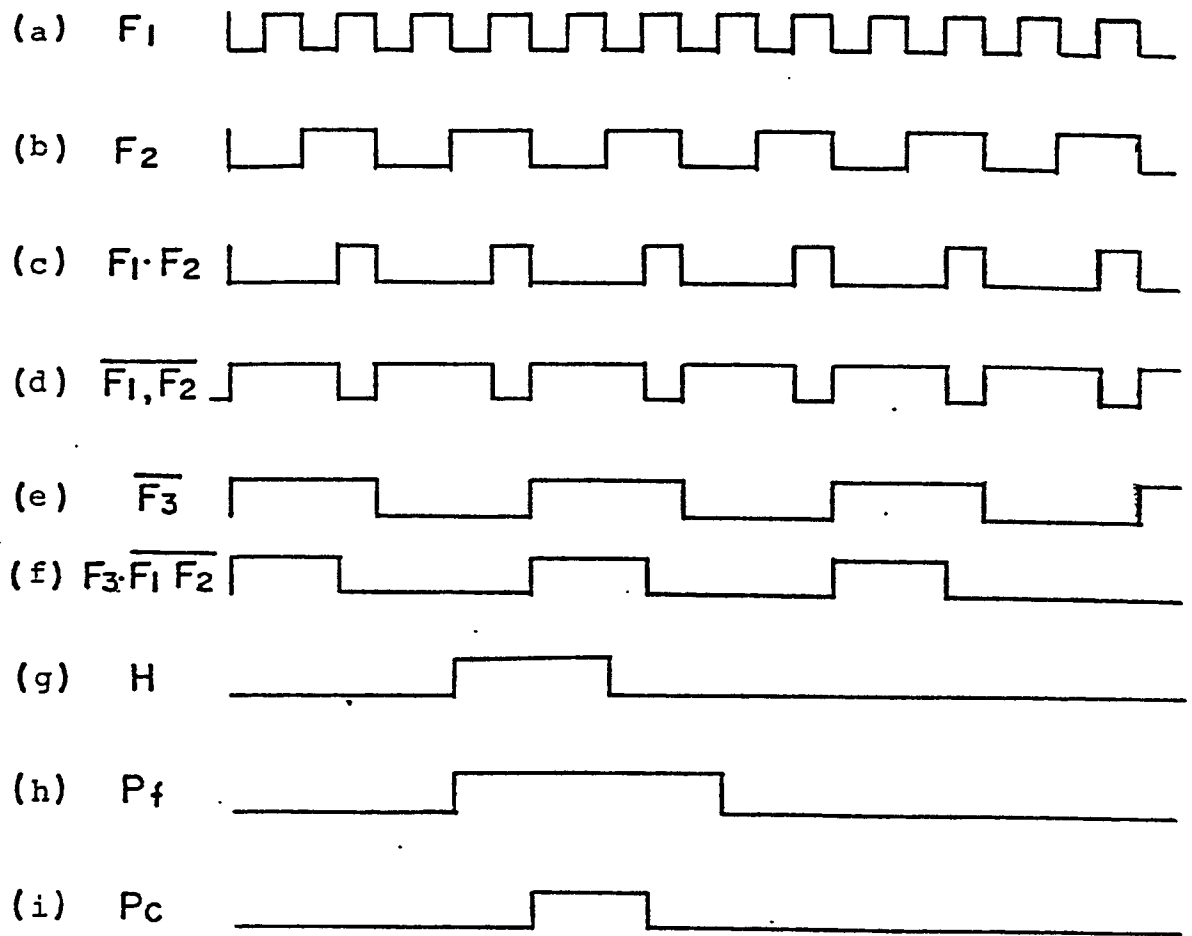 (a) F1
(b) F2
(c) F1·F2
(d) F1,F2
(e) F3
(f) F3·F1 F2
(g) H
(h) Pf
(i) Pc